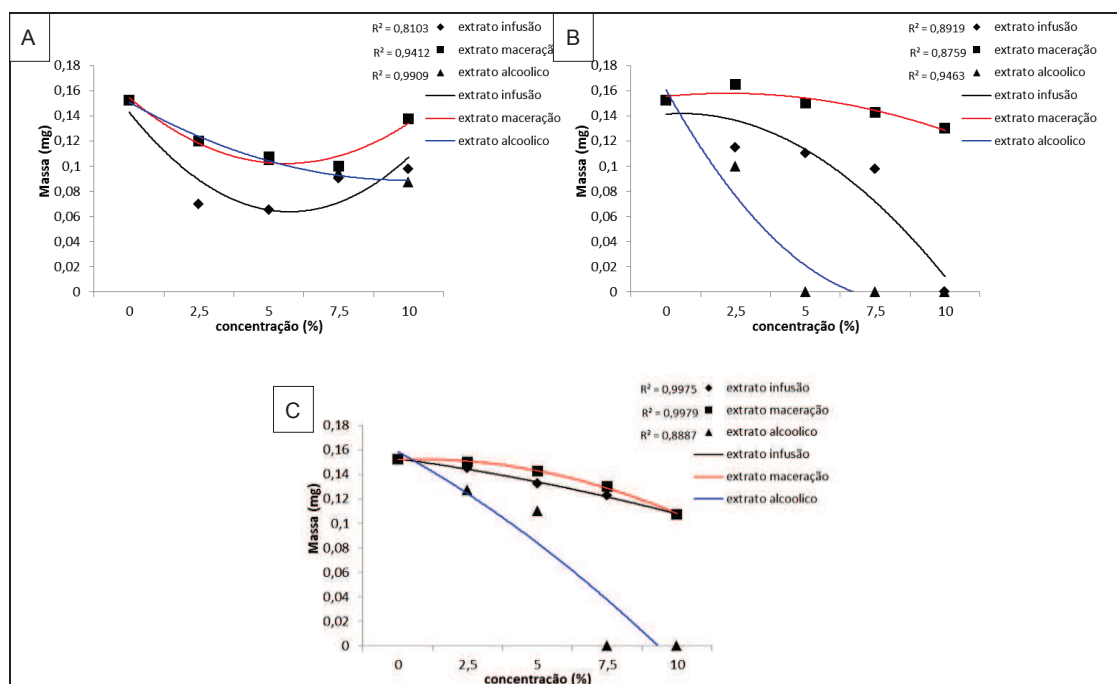 A
R² = 0,8103 extrato infusão
R² = 0,9412 extrato maceração
R² = 0,9909 extrato alcoolico
extrato infusão
extrato maceração
extrato alcoolico
Massa (mg)
0,18
0,16
0,14
0,12
0,1
0,08
0,06
0,04
0,02
0
0 2,5 5 7,5 10
concentração (%)
B
R² = 0,8919 extrato infusão
R² = 0,8759 extrato maceração
R² = 0,9463 extrato alcoolico
extrato infusão
extrato maceração
extrato alcoolico
Massa (mg)
0,18
0,16
0,14
0,12
0,1
0,08
0,06
0,04
0,02
0
0 2,5 5 7,5 10
concentração (%)
C
R² = 0,9975 extrato infusão
R² = 0,9979 extrato maceração
R² = 0,8887 extrato alcoolico
extrato infusão
extrato maceração
extrato alcoolico
Massa (mg)
0,18
0,16
0,14
0,12
0,1
0,08
0,06
0,04
0,02
0
0 2,5 5 7,5 10
concentração (%)